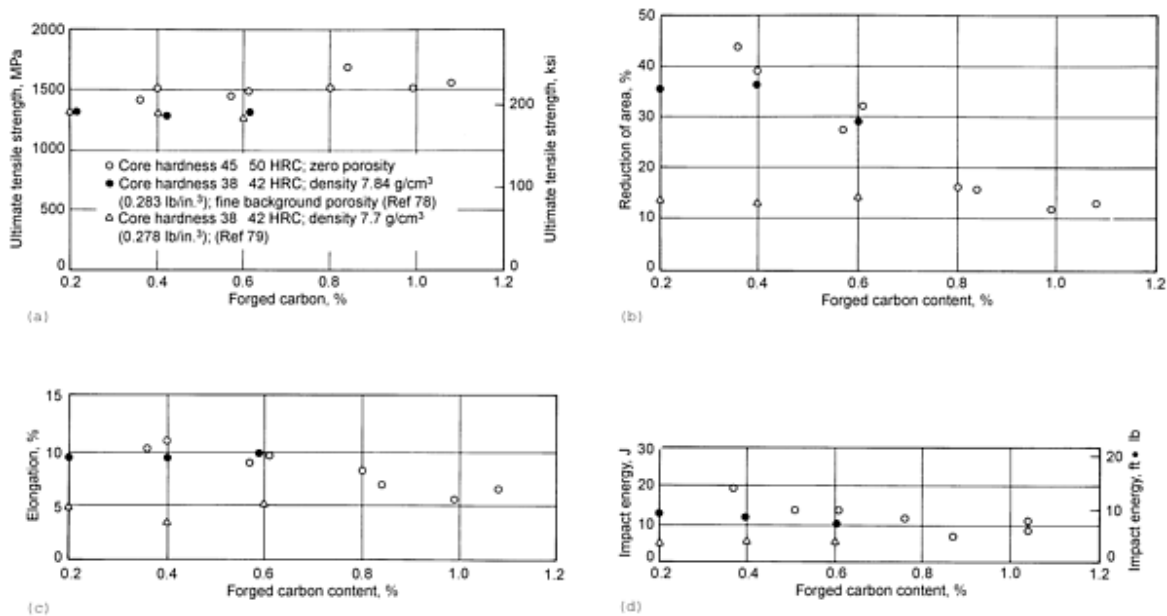 2000
1500
1000
500
0
Ultimate tensile strength, MPa
200
100
0
Ultimate tensile strength, ksi
○ Core hardness 45 50 HRC; zero porosity
● Core hardness 38 42 HRC; density 7.84 g/cm³
(0.283 lb/in.³); fine background porosity (Ref 78)
△ Core hardness 38 42 HRC; density 7.7 g/cm³
(0.278 lb/in.³); (Ref 79)
0.2 0.4 0.6 0.8 1.0 1.2
Forged carbon, %
(a)
50
40
30
20
10
0
Reduction of area, %
0.2 0.4 0.6 0.8 1.0 1.2
Forged carbon content, %
(b)
15
10
5
0
Elongation, %
0.2 0.4 0.6 0.8 1.0 1.2
Forged carbon content, %
(c)
30
20
10
0
Impact energy, J
20
10
0
Impact energy, ft • lb
0.2 0.4 0.6 0.8 1.0 1.2
Forged carbon content, %
(d)